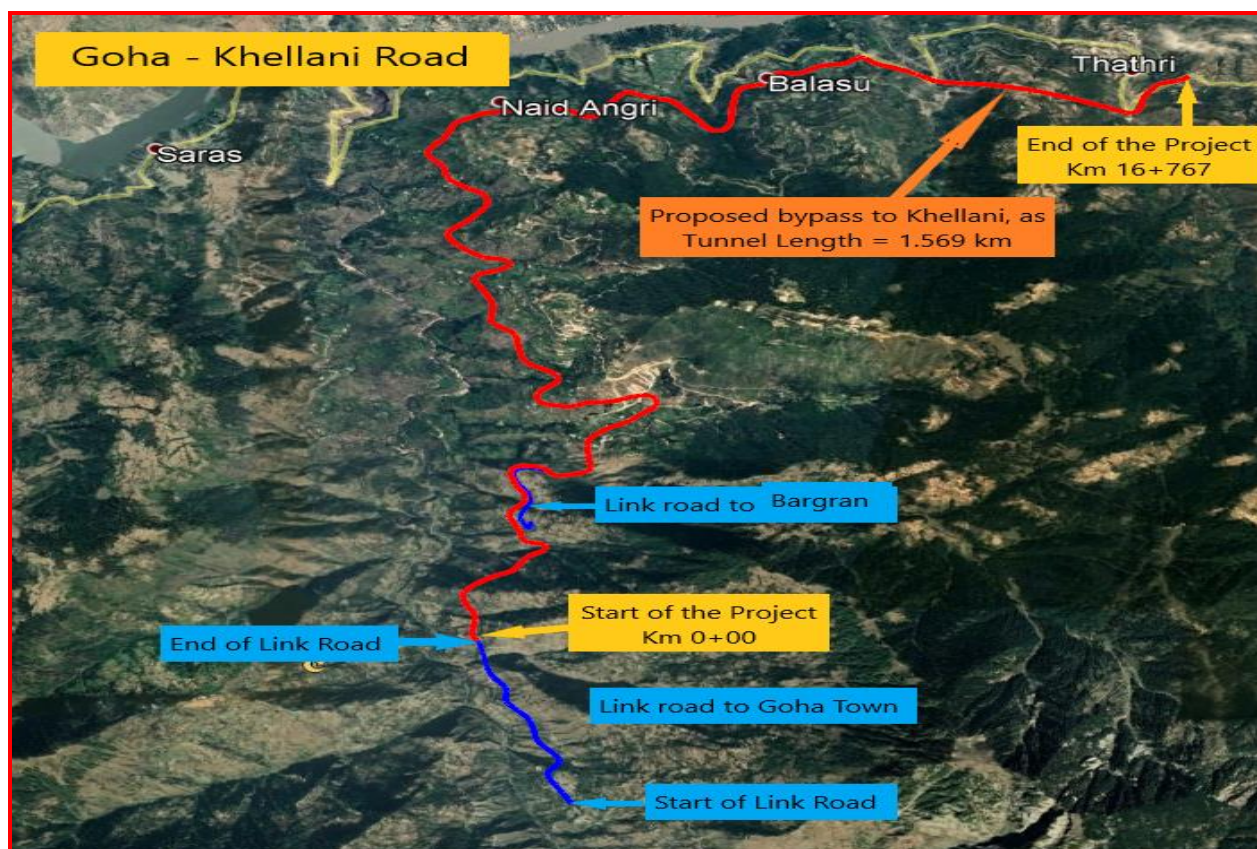 Goha - Khellani Road
Thathri
Balasu
Naid Angri
Saras
End of the Project
Km 16+767
Proposed bypass to Khellani, as
Tunnel Length = 1.569 km
Link road to Bargran
Start of the Project
Km 0+00
End of Link Road
Link road to Goha Town
Start of Link Road